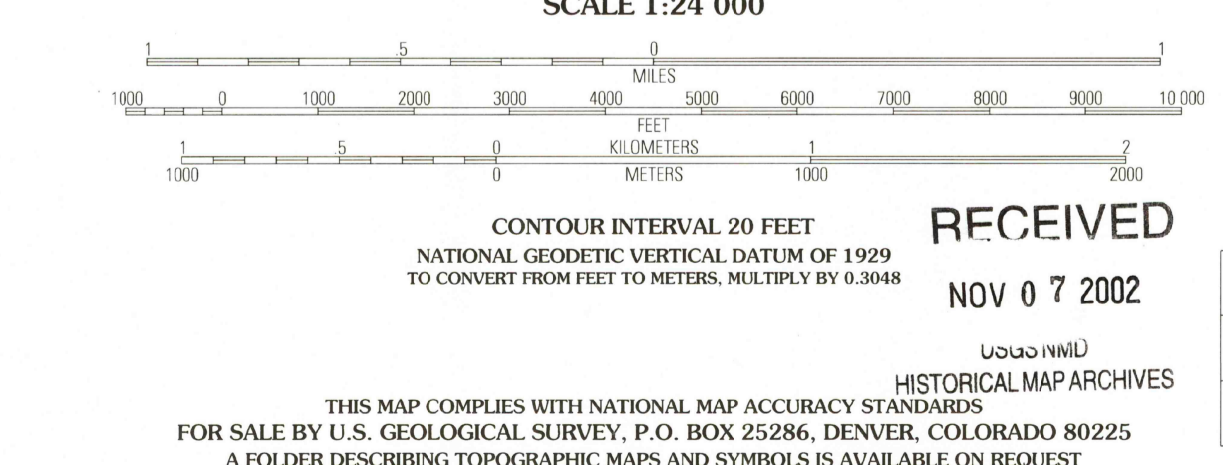 SCALE 1:24 000
1 .5 0 1
MILES
1000 0 1000 2000 3000 4000 5000 6000 7000 8000 9000 10 000
FEET
1 .5 0 KILOMETERS 1 2
1000 0 METERS 1000 2000
CONTOUR INTERVAL 20 FEET
NATIONAL GEODETIC VERTICAL DATUM OF 1929
TO CONVERT FROM FEET TO METERS, MULTIPLY BY 0.3048
RECEIVED
NOV 07 2002
USGS NMD
HISTORICAL MAP ARCHIVES
THIS MAP COMPLIES WITH NATIONAL MAP ACCURACY STANDARDS
FOR SALE BY U.S. GEOLOGICAL SURVEY, P.O. BOX 25286, DENVER, COLORADO 80225
A FOLDER DESCRIBING TOPOGRAPHIC MAPS AND SYMBOLS IS AVAILABLE ON REQUEST